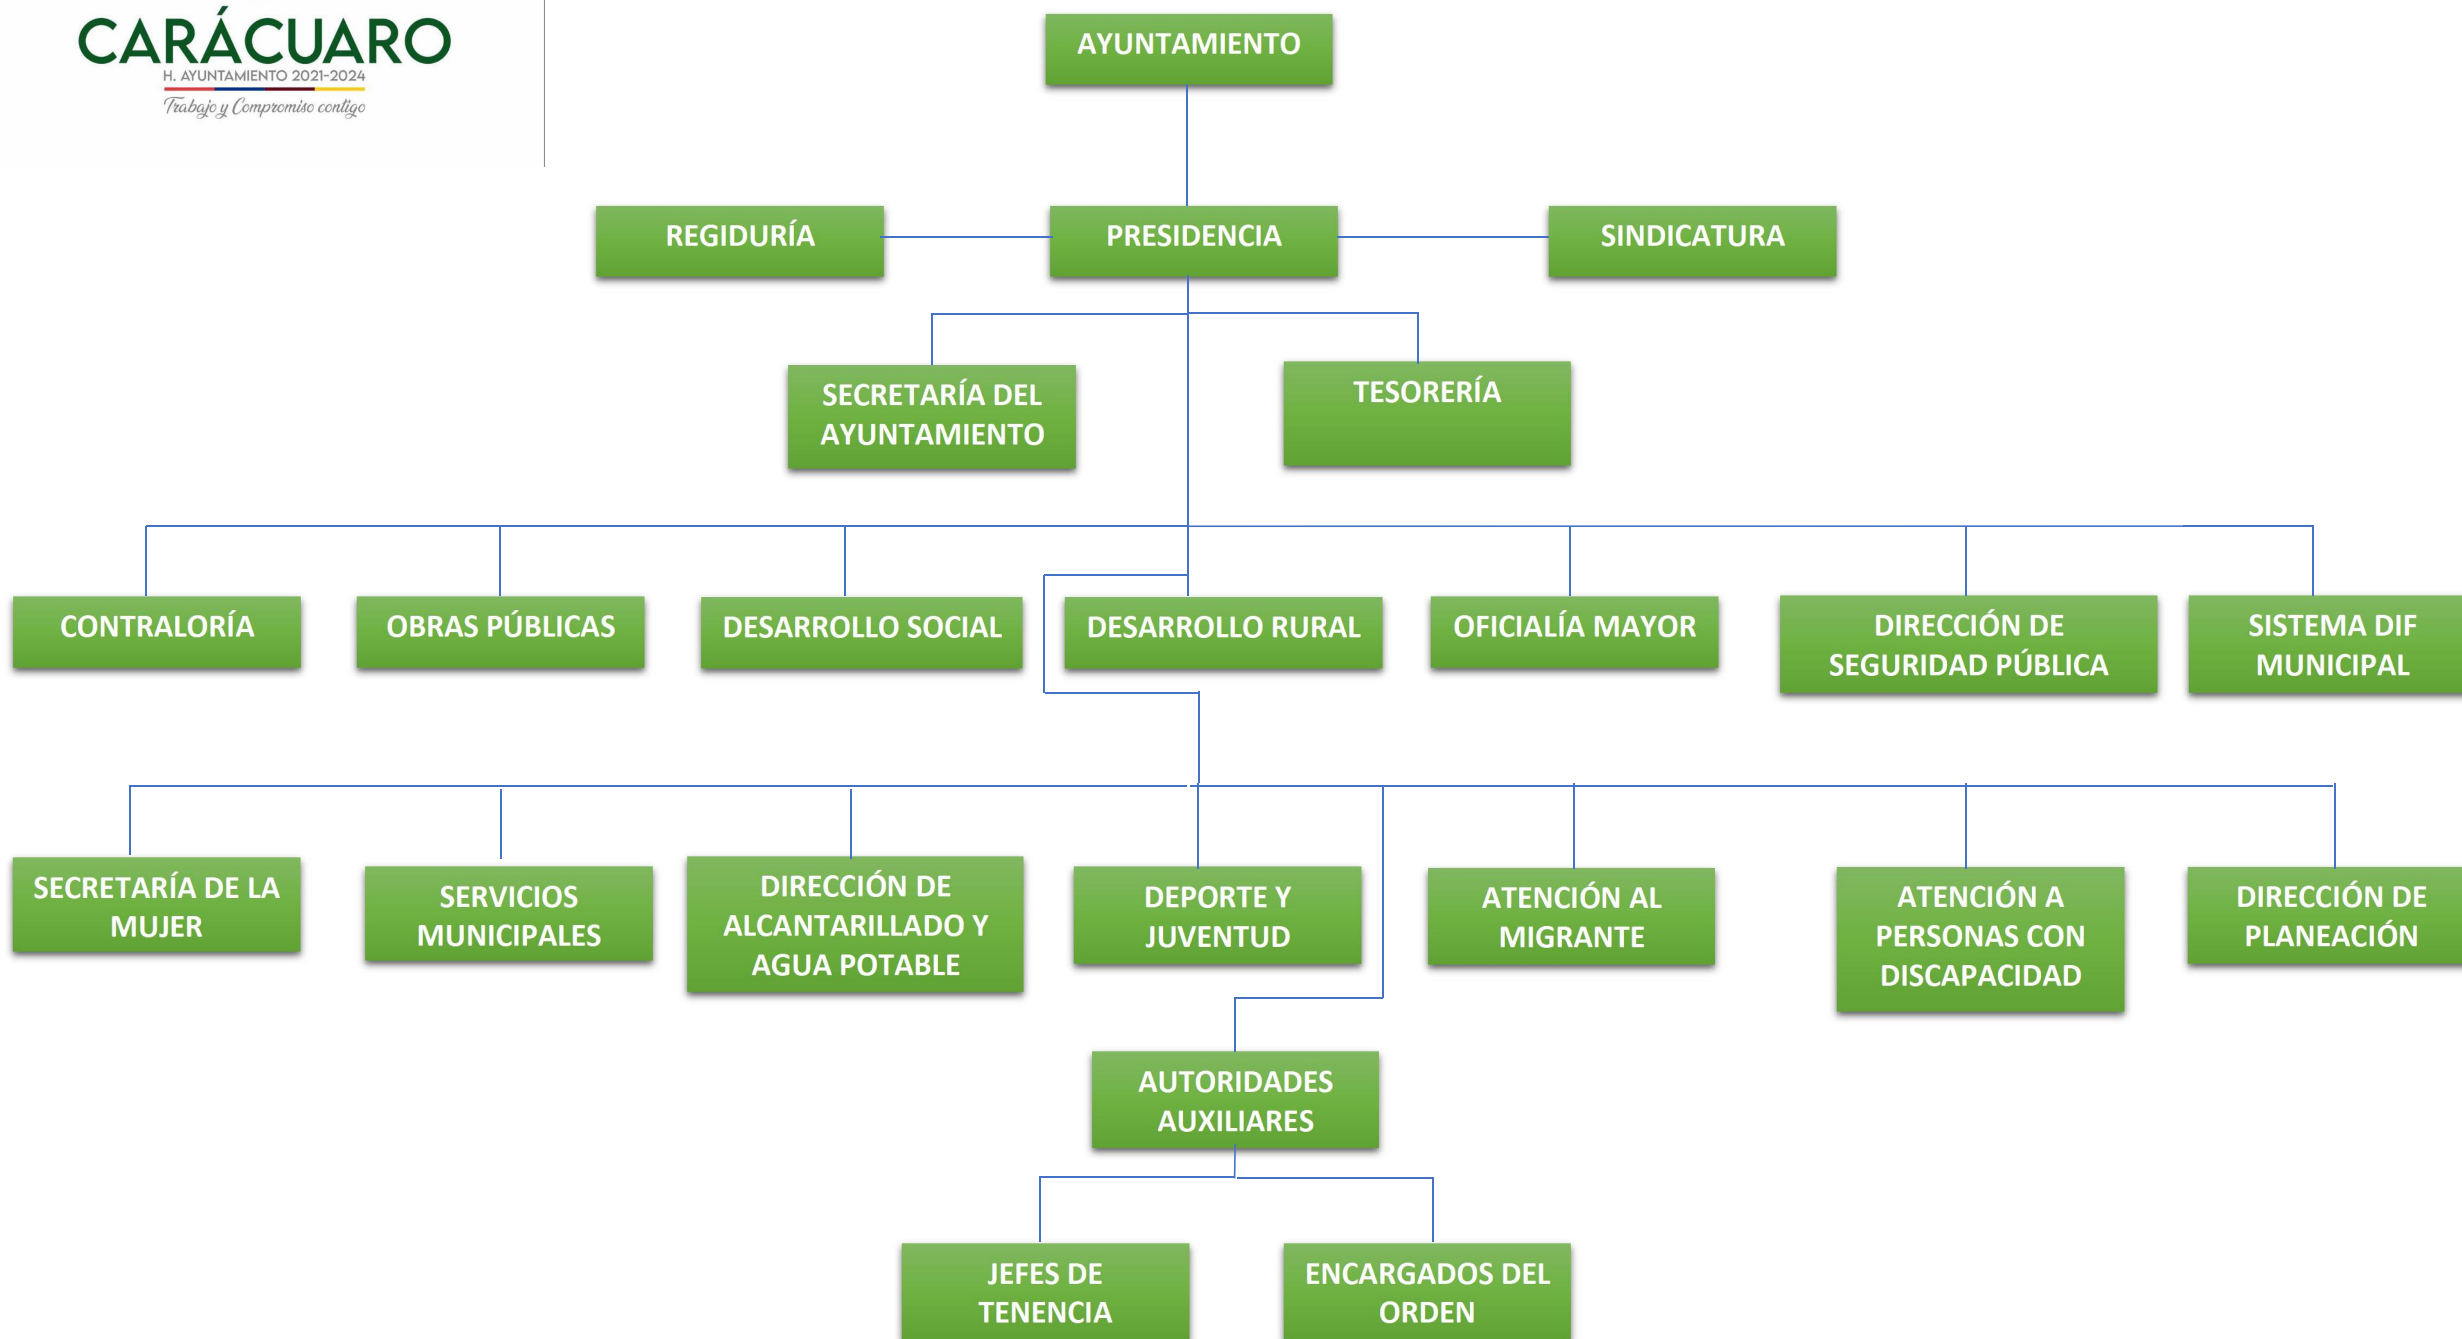 CARÁCUARO
H. AYUNTAMIENTO 2021-2024
Trabajo y Compromiso contigo
AYUNTAMIENTO
REGIDURÍA
PRESIDENCIA
SINDICATURA
SECRETARÍA DEL
AYUNTAMIENTO
TESORERÍA
CONTRALORÍA
OBRAS PÚBLICAS
DESARROLLO SOCIAL
DESARROLLO RURAL
OFICIALÍA MAYOR
DIRECCIÓN DE
SEGURIDAD PÚBLICA
SISTEMA DIF
MUNICIPAL
SECRETARÍA DE LA
MUJER
SERVICIOS
MUNICIPALES
DIRECCIÓN DE
ALCANTARILLADO Y
AGUA POTABLE
DEPORTE Y
JUVENTUD
ATENCIÓN AL
MIGRANTE
ATENCIÓN A
PERSONAS CON
DISCAPACIDAD
DIRECCIÓN DE
PLANEACIÓN
AUTORIDADES
AUXILIARES
JEFES DE
TENENCIA
ENCARGADOS DEL
ORDEN